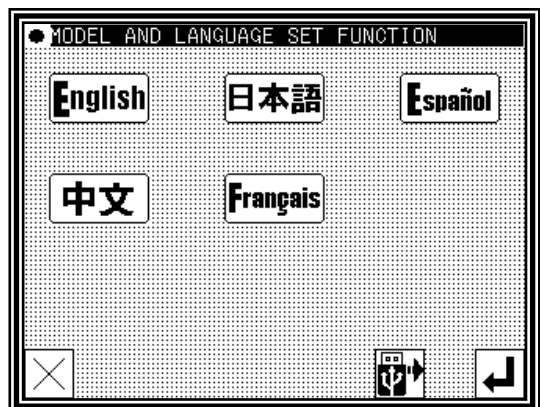 MODEL AND LANGUAGE SET FUNCTION
English 日本語 Español
中文 Français